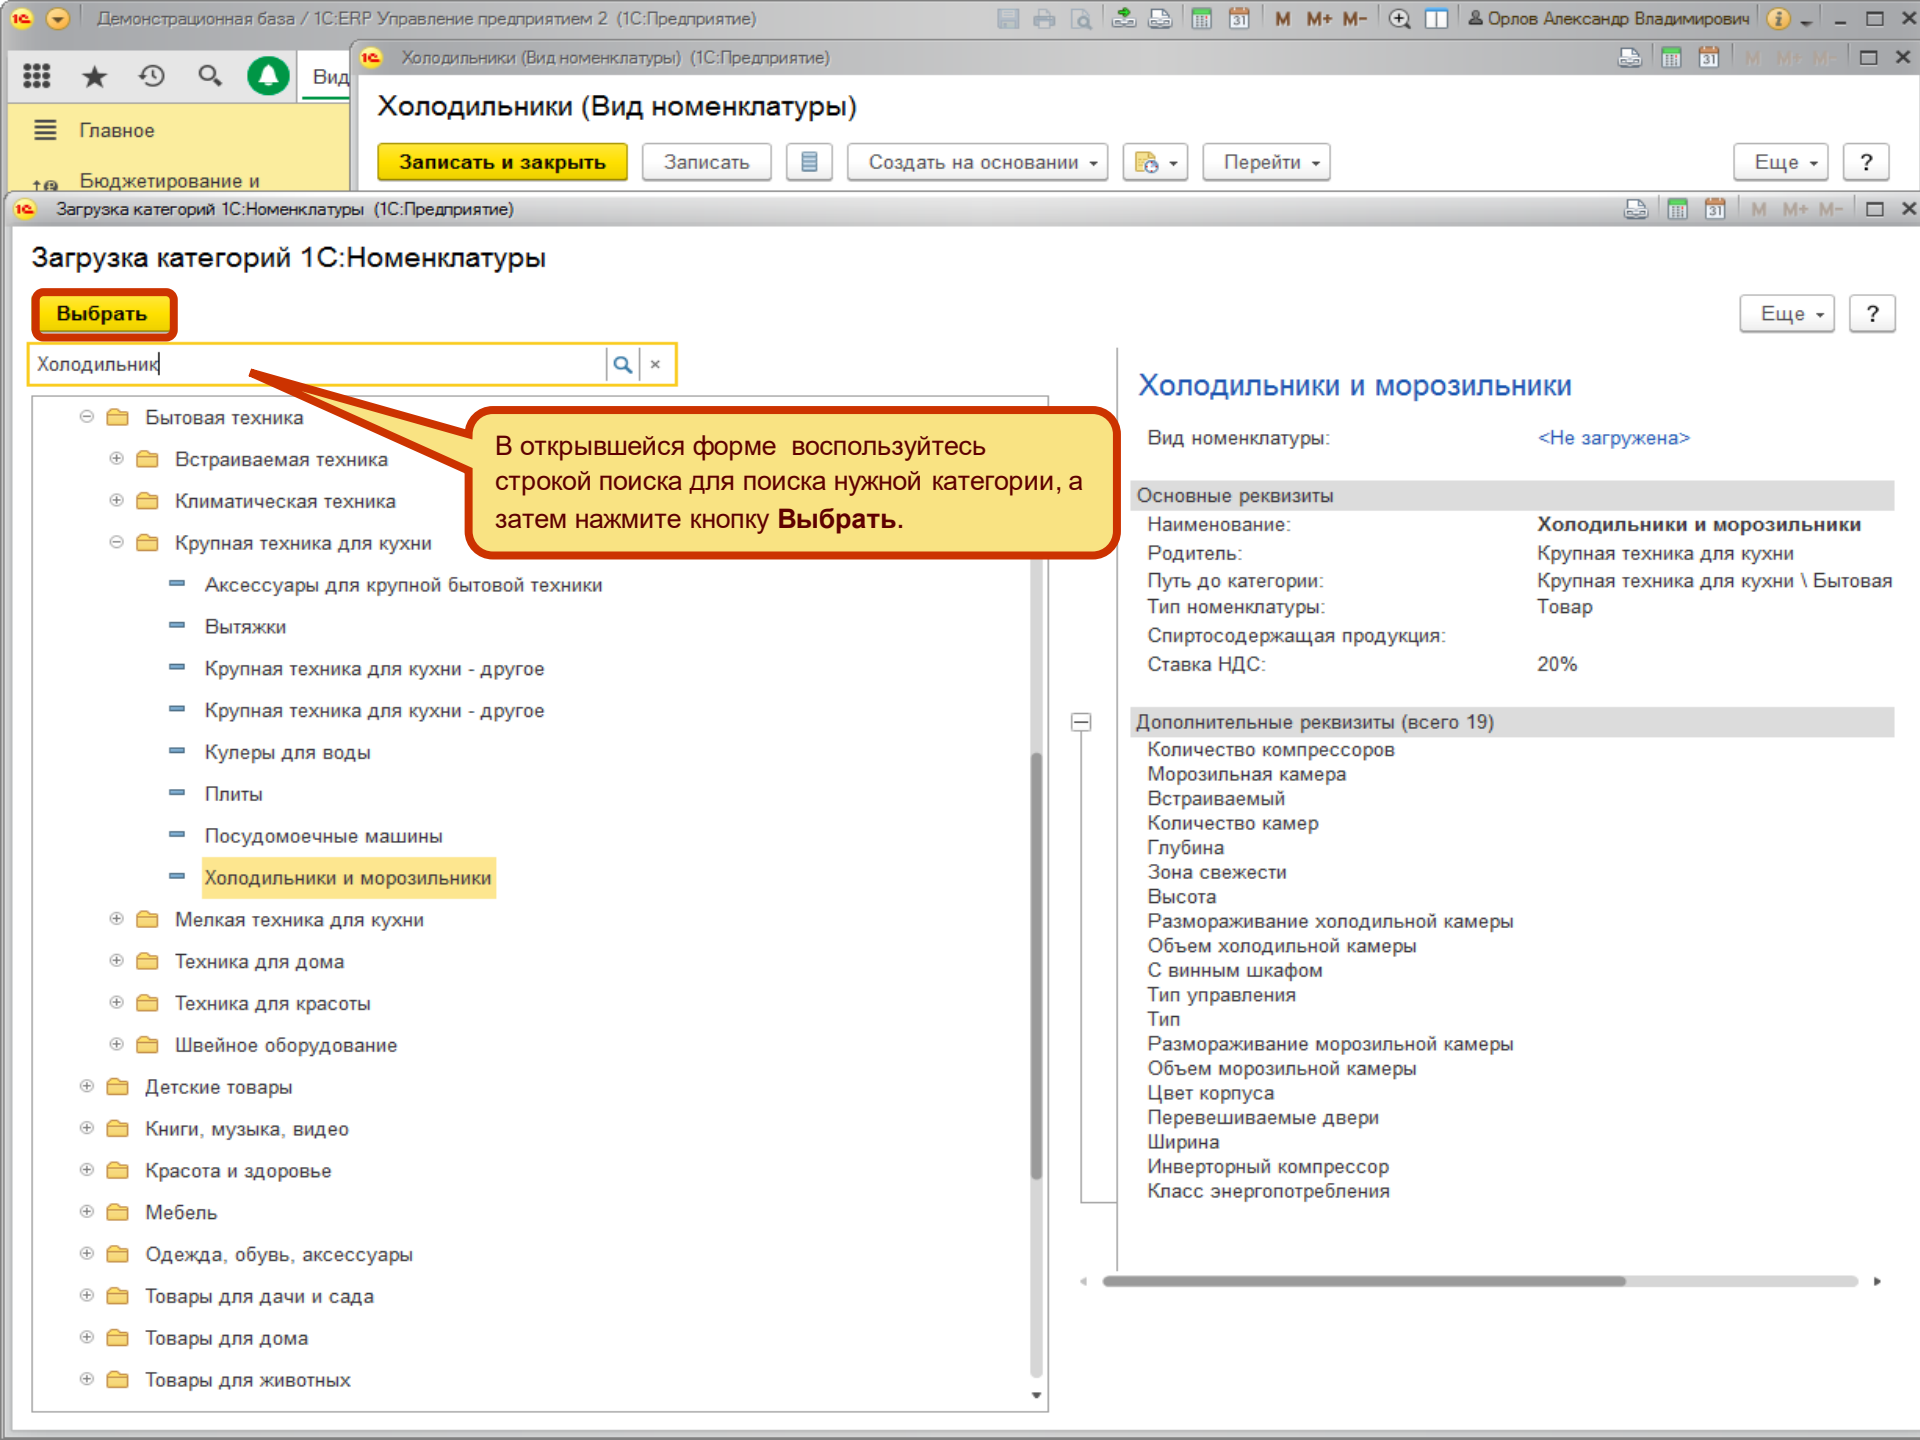 Демонстрационная база / 1С:ERP Управление предприятием 2 (1С:Предприятие)
M M+ M- Орлов Александр Владимирович
Вид
Холодильники (Вид номенклатуры) (1С:Предприятие)
M M+ M-
Холодильники (Вид номенклатуры)
Главное
Записать и закрыть Записать Создать на основании Перейти Еще ?
Бюджетирование и
Загрузка категорий 1С:Номенклатуры (1С:Предприятие)
M M+ M-
Загрузка категорий 1С:Номенклатуры
Выбрать Еще ?
Холодильник
В открывшейся форме воспользуйтесь
строкой поиска для поиска нужной категории, а
затем нажмите кнопку Выбрать.
Бытовая техника
Встраиваемая техника
Климатическая техника
Крупная техника для кухни
Аксессуары для крупной бытовой техники
Вытяжки
Крупная техника для кухни - другое
Крупная техника для кухни - другое
Кулеры для воды
Плиты
Посудомоечные машины
Холодильники и морозильники
Мелкая техника для кухни
Техника для дома
Техника для красоты
Швейное оборудование
Детские товары
Книги, музыка, видео
Красота и здоровье
Мебель
Одежда, обувь, аксессуары
Товары для дачи и сада
Товары для дома
Товары для животных
Холодильники и морозильники
Вид номенклатуры: <Не загружена>
Основные реквизиты
Наименование: Холодильники и морозильники
Родитель: Крупная техника для кухни
Путь до категории: Крупная техника для кухни \ Бытовая
Тип номенклатуры: Товар
Спиртосодержащая продукция:
Ставка НДС: 20%
Дополнительные реквизиты (всего 19)
Количество компрессоров
Морозильная камера
Встраиваемый
Количество камер
Глубина
Зона свежести
Высота
Размораживание холодильной камеры
Объем холодильной камеры
С винным шкафом
Тип управления
Тип
Размораживание морозильной камеры
Объем морозильной камеры
Цвет корпуса
Перевешиваемые двери
Ширина
Инверторный компрессор
Класс энергопотребления